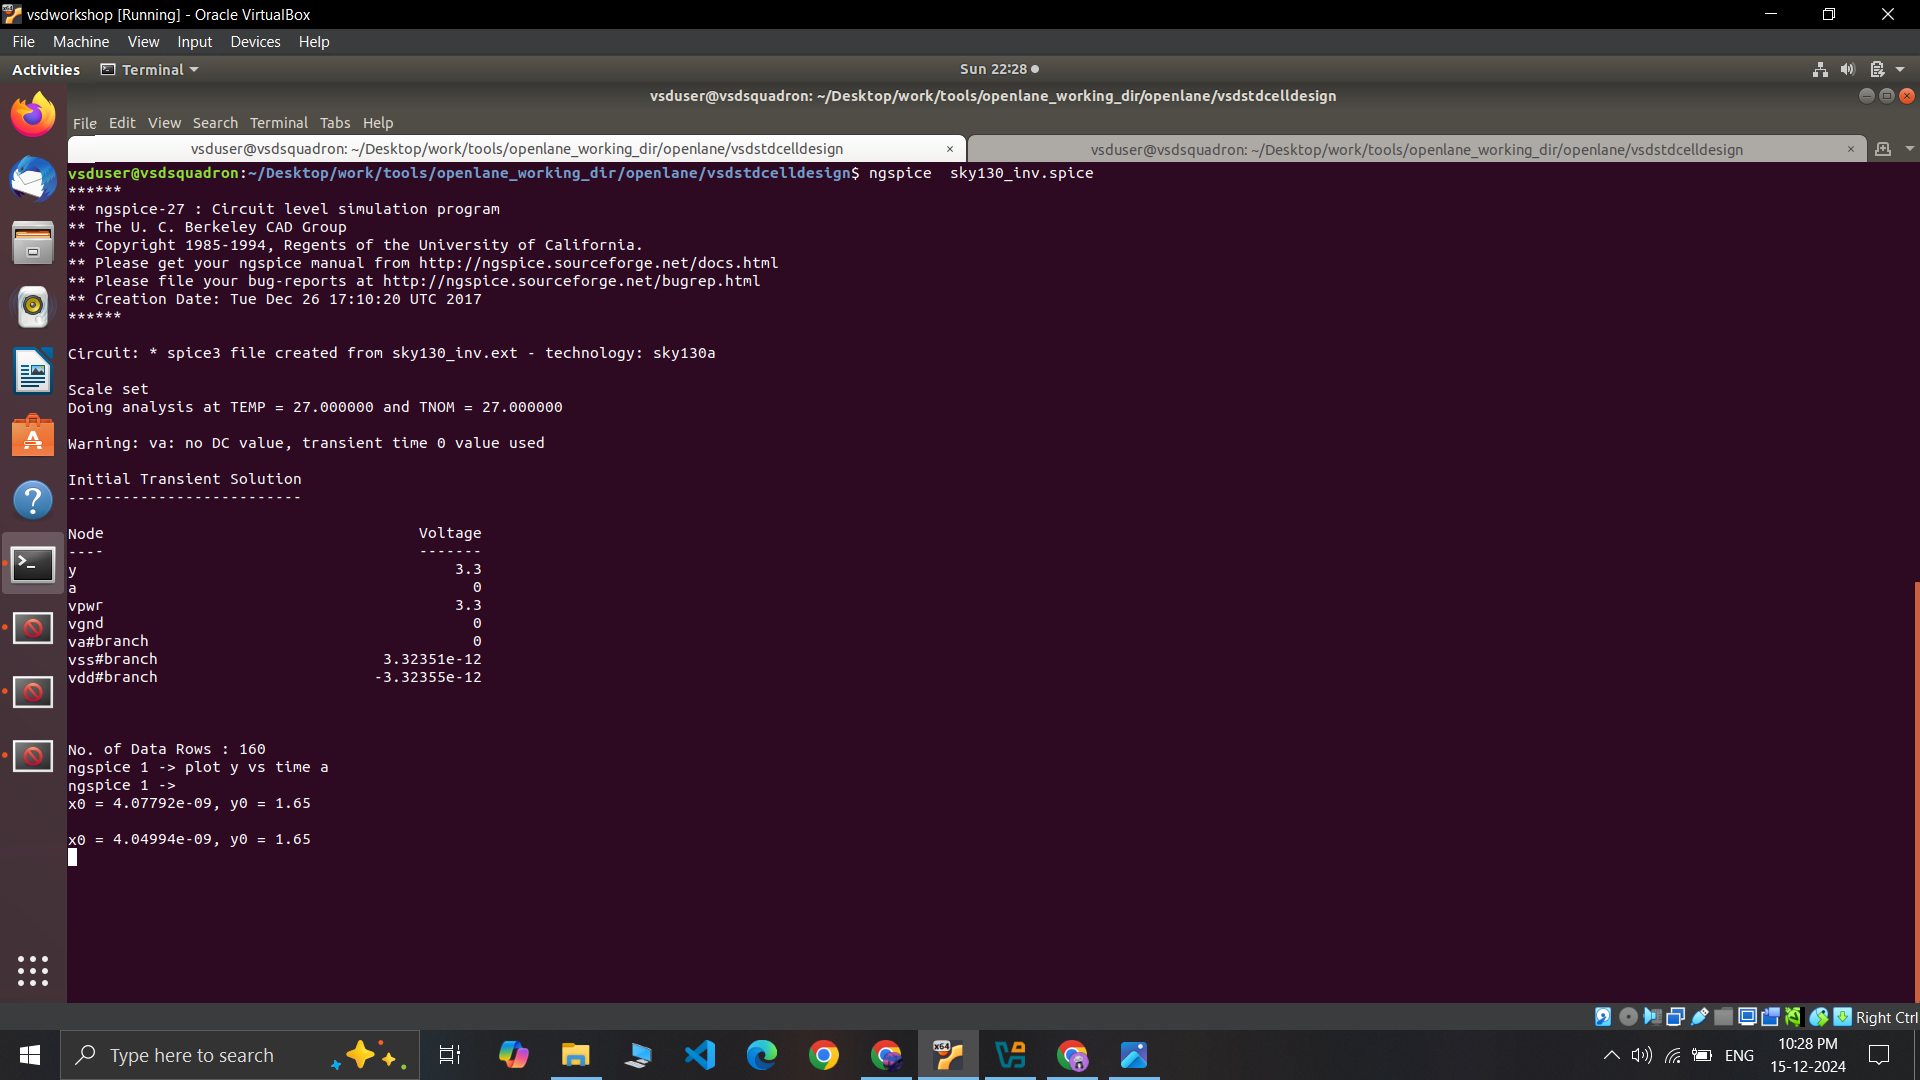 vsdworkshop [Running] - Oracle VirtualBox
File Machine View Input Devices Help
Activities Terminal Sun 22:28
vsduser@vsdsquadron: ~/Desktop/work/tools/openlane_working_dir/openlane/vsdstdcelldesign
File Edit View Search Terminal Tabs Help
vsduser@vsdsquadron: ~/Desktop/work/tools/openlane_working_dir/openlane/vsdstdcelldesign × vsduser@vsdsquadron: ~/Desktop/work/tools/openlane_working_dir/openlane/vsdstdcelldesign ×
vsduser@vsdsquadron:~/Desktop/work/tools/openlane_working_dir/openlane/vsdstdcelldesign$ ngspice  sky130_inv.spice
******
** ngspice-27 : Circuit level simulation program
** The U. C. Berkeley CAD Group
** Copyright 1985-1994, Regents of the University of California.
** Please get your ngspice manual from http://ngspice.sourceforge.net/docs.html
** Please file your bug-reports at http://ngspice.sourceforge.net/bugrep.html
** Creation Date: Tue Dec 26 17:10:20 UTC 2017
******
Circuit: * spice3 file created from sky130_inv.ext - technology: sky130a
Scale set
Doing analysis at TEMP = 27.000000 and TNOM = 27.000000
Warning: va: no DC value, transient time 0 value used
Initial Transient Solution
--------------------------
Node Voltage
---- -------
y 3.3
a 0
vpwr 3.3
vgnd 0
va#branch 0
vss#branch 3.32351e-12
vdd#branch -3.32355e-12
No. of Data Rows : 160
ngspice 1 -> plot y vs time a
ngspice 1 ->
x0 = 4.07792e-09, y0 = 1.65
x0 = 4.04994e-09, y0 = 1.65
Right Ctrl
Type here to search
X64
ENG
10:28 PM
15-12-2024